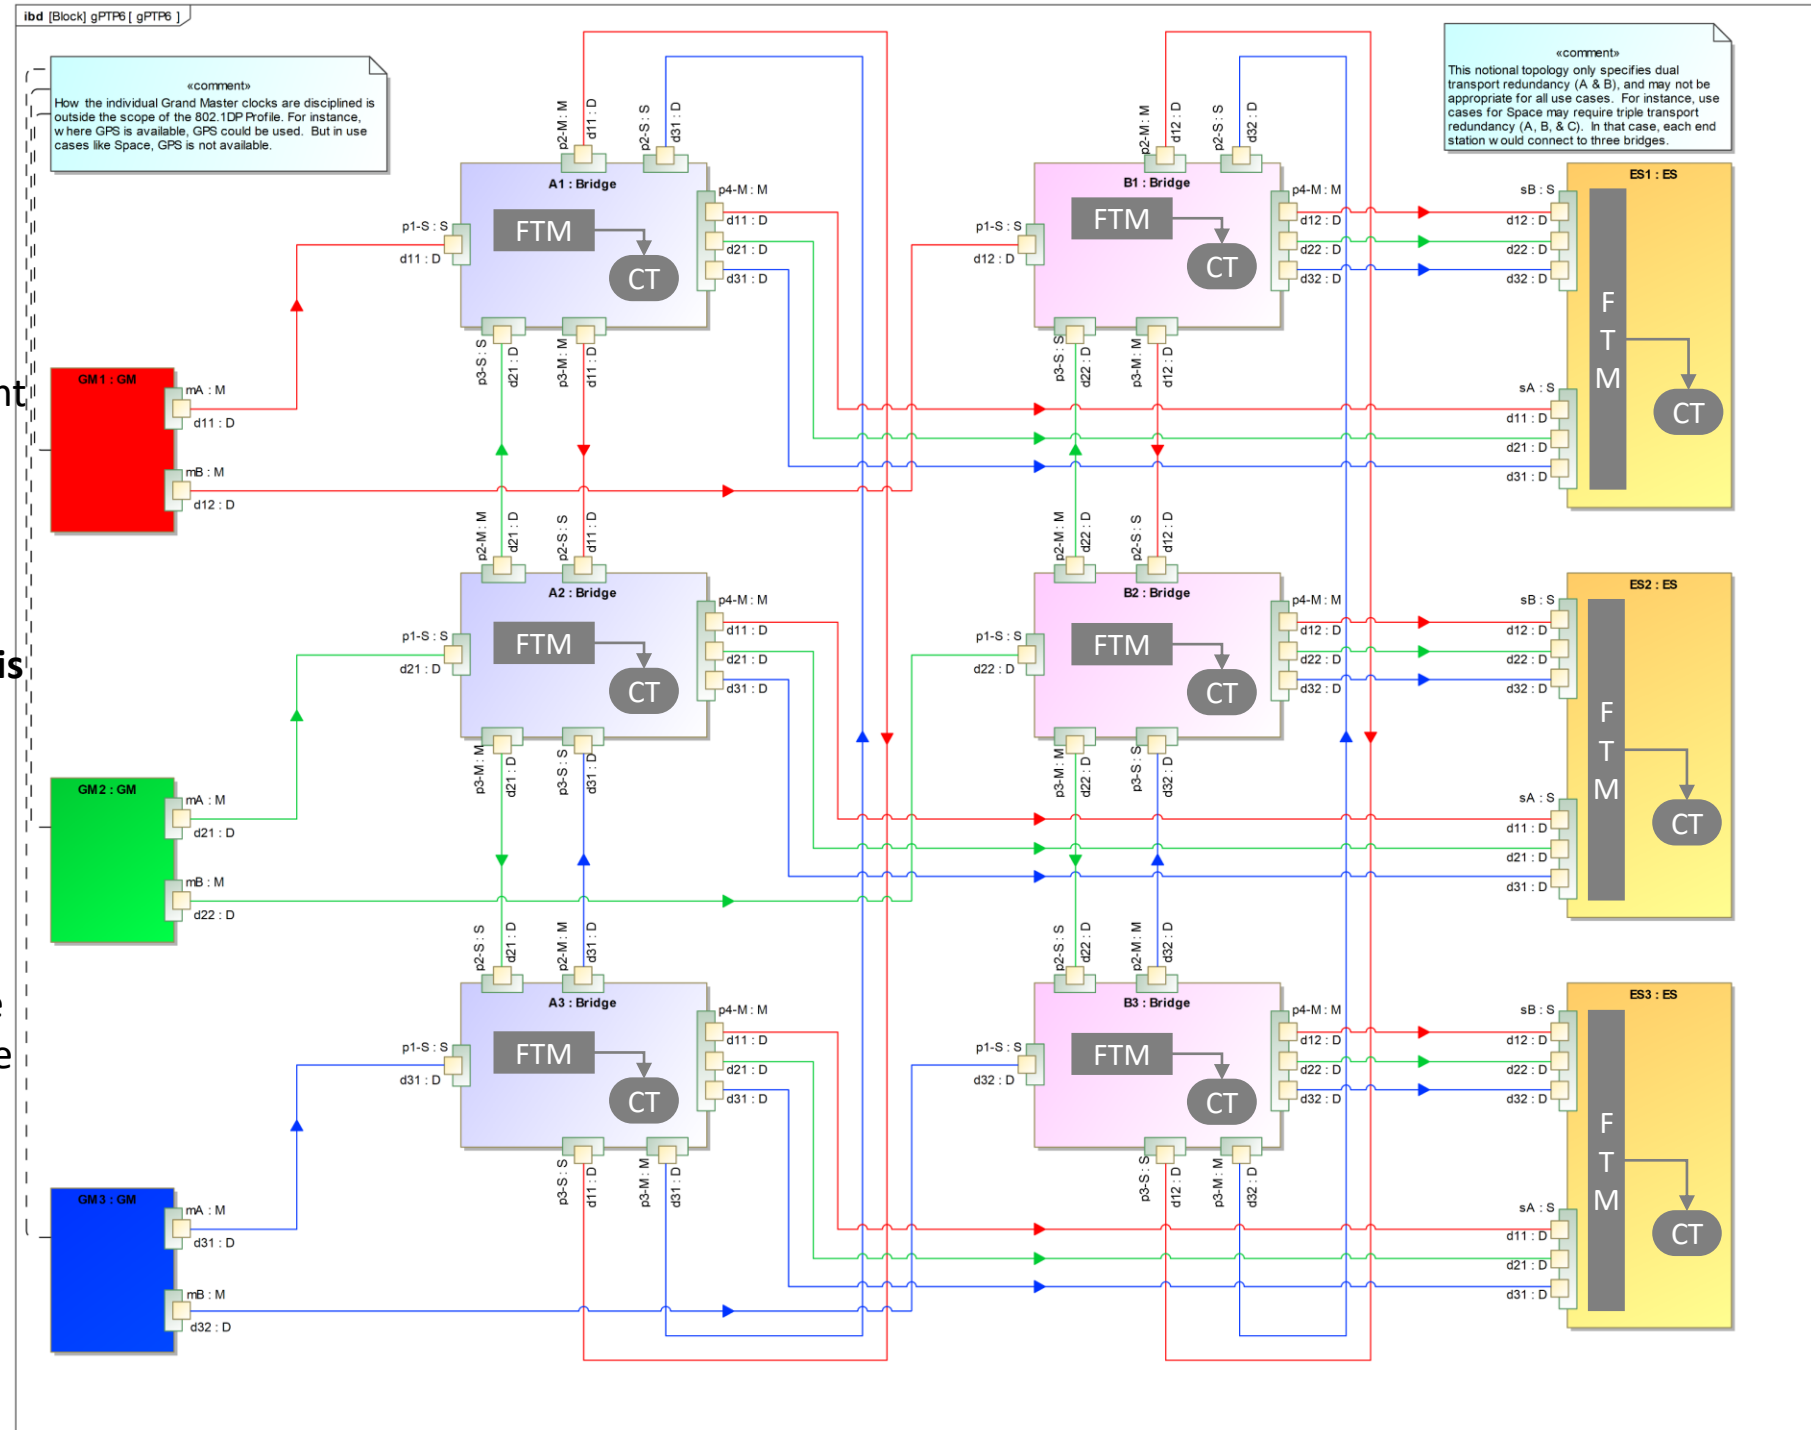 ibd [Block] gPTP6 [ gPTP6 ]
«comment»
How the individual Grand Master clocks are disciplined is
outside the scope of the 802.1DP Profile. For instance,
where GPS is available, GPS could be used.  But in use
cases like Space, GPS is not available.
«comment»
This notional topology only specifies dual
transport redundancy (A & B), and may not be
appropriate for all use cases.  For instance, use
cases for Space may require triple transport
redundancy (A, B, & C).  In that case, each end
station would connect to three bridges.
nt
is
e
e
GM1 : GM
mA : M
d11 : D
mB : M
d12 : D
GM2 : GM
mA : M
d21 : D
mB : M
d22 : D
GM3 : GM
mA : M
d31 : D
mB : M
d32 : D
p2-M : M
d11 : D
p2-S : S
d31 : D
A1 : Bridge
p1-S : S
d11 : D
FTM
CT
p4-M : M
d11 : D
d21 : D
d31 : D
p3-S : S
d21 : D
p3-M : M
d11 : D
p2-M : M
d21 : D
p2-S : S
d11 : D
A2 : Bridge
p1-S : S
d21 : D
FTM
CT
p4-M : M
d11 : D
d21 : D
d31 : D
p3-M : M
d21 : D
p3-S : S
d31 : D
p2-S : S
d21 : D
p2-M : M
d31 : D
A3 : Bridge
p1-S : S
d31 : D
FTM
CT
p4-M : M
d11 : D
d21 : D
d31 : D
p3-S : S
d11 : D
p3-M : M
d31 : D
p2-M : M
d12 : D
p2-S : S
d32 : D
B1 : Bridge
p1-S : S
d12 : D
FTM
CT
p4-M : M
d12 : D
d22 : D
d32 : D
p3-S : S
d22 : D
p3-M : M
d12 : D
p2-M : M
d22 : D
p2-S : S
d12 : D
B2 : Bridge
p1-S : S
d22 : D
FTM
CT
p4-M : M
d12 : D
d22 : D
d32 : D
p3-M : M
d22 : D
p3-S : S
d32 : D
p2-S : S
d22 : D
p2-M : M
d32 : D
B3 : Bridge
p1-S : S
d32 : D
FTM
CT
p4-M : M
d12 : D
d22 : D
d32 : D
p3-S : S
d12 : D
p3-M : M
d32 : D
ES1 : ES
sB : S
d12 : D
d22 : D
d32 : D
sA : S
d11 : D
d21 : D
d31 : D
F
T
M
CT
ES2 : ES
sB : S
d12 : D
d22 : D
d32 : D
sA : S
d11 : D
d21 : D
d31 : D
F
T
M
CT
ES3 : ES
sB : S
d12 : D
d22 : D
d32 : D
sA : S
d11 : D
d21 : D
d31 : D
F
T
M
CT